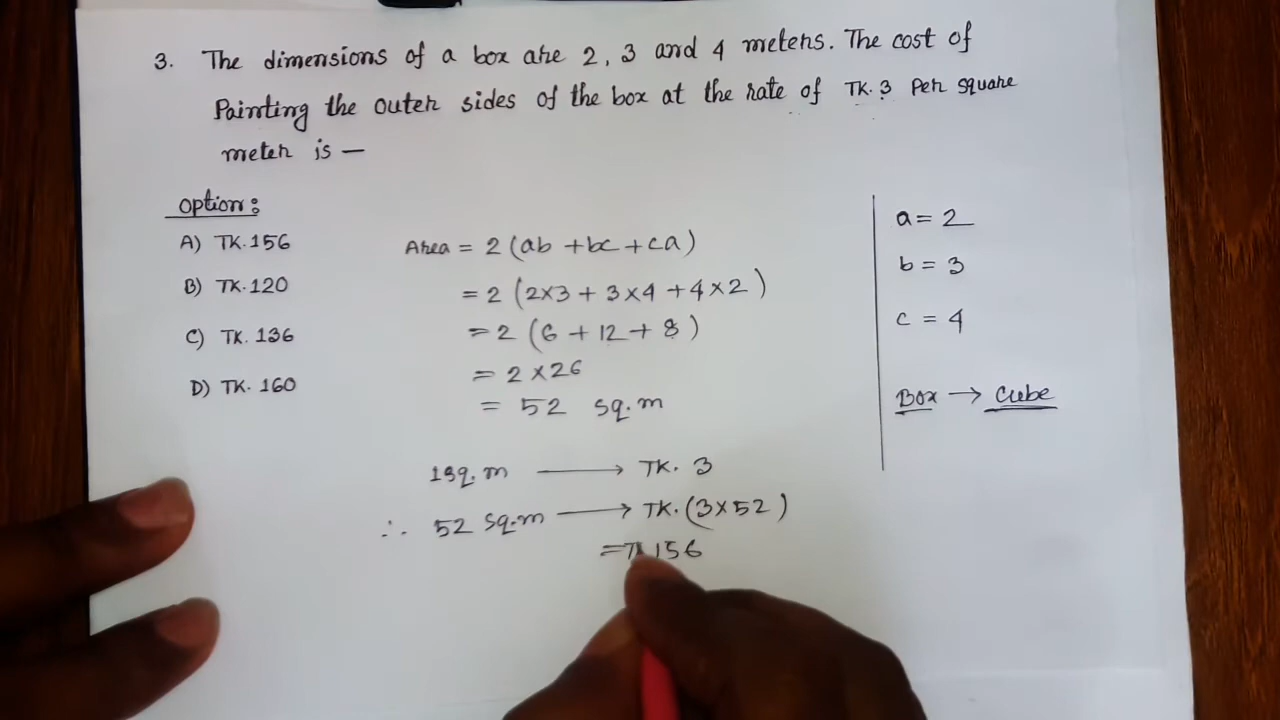 3. The dimensions of a box are 2, 3 and 4 meters. The cost of
Painting the outer sides of the box at the rate of TK. 3 Per square
meter is —
option:
A) TK. 156
B) TK. 120
C) TK. 136
D) TK. 160
Area = 2 (ab + bc + ca)
= 2 (2×3 + 3×4 + 4×2)
= 2 (6 + 12 + 8)
= 2 × 26
= 52 sq. m
1 sq. m ⟶ TK. 3
∴ 52 sq. m ⟶ TK. (3×52)
= TK 156
a = 2
b = 3
c = 4
Box → Cube